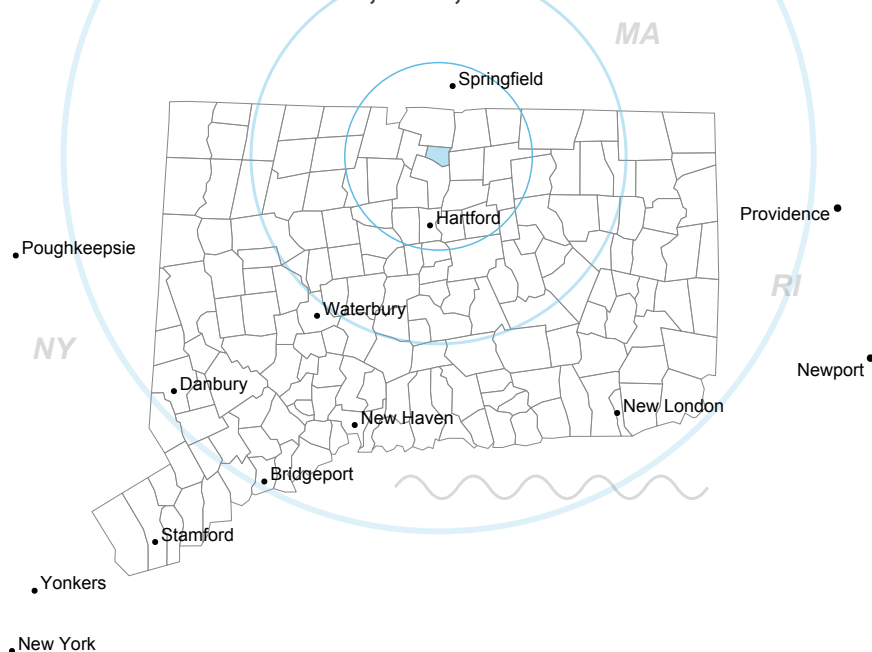 MA
Springfield
Providence
Hartford
Poughkeepsie
RI
Waterbury
NY
Newport
Danbury
New London
New Haven
Bridgeport
Stamford
Yonkers
New York